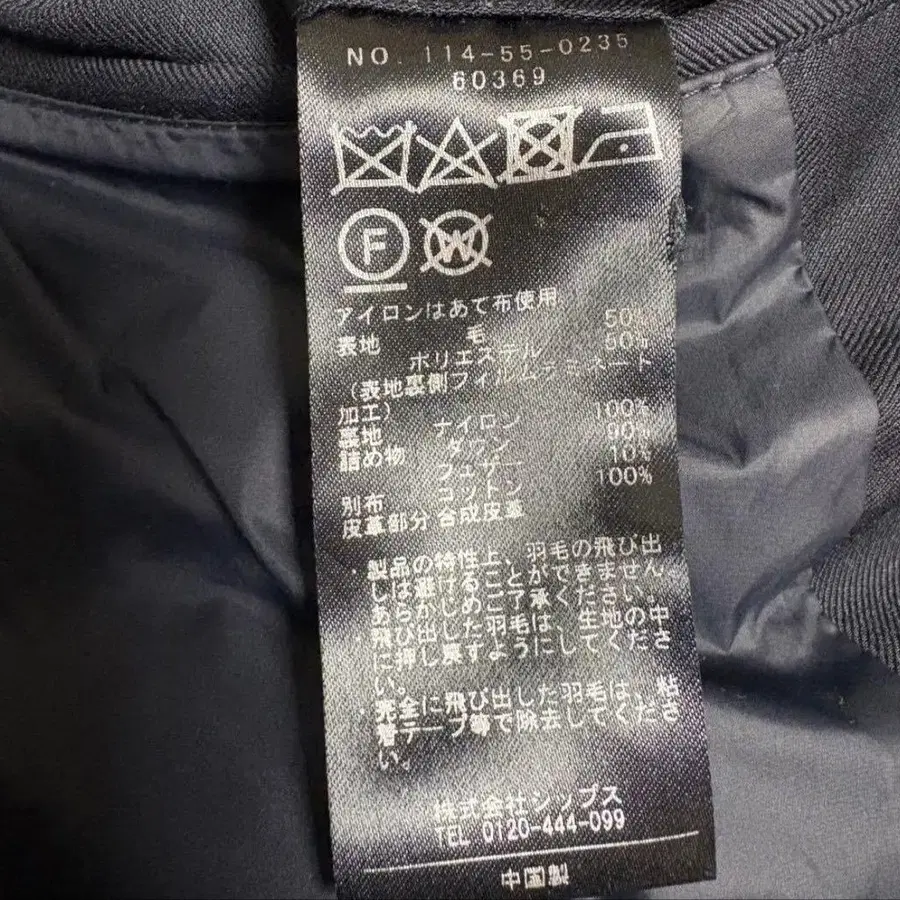 NO. 114-55-0235
60369
F
W
アイロンはあて布使用
表地 毛 50%
ポリエステル 50%
(表地裏側フィルムラミネート
加工)
裏地 ナイロン 100%
詰め物 ダウン 90%
フェザー 10%
別布 コットン 100%
皮革部分 合成皮革
・製品の特性上、羽毛の飛び出
しは避けることができません。
あらかじめご了承ください。
・飛び出した羽毛は、生地の中
に押し戻すようにしてくださ
い。
・完全に飛び出した羽毛は、粘
着テープ等で除去してくださ
い。
株式会社シップス
TEL 0120-444-099
中国製